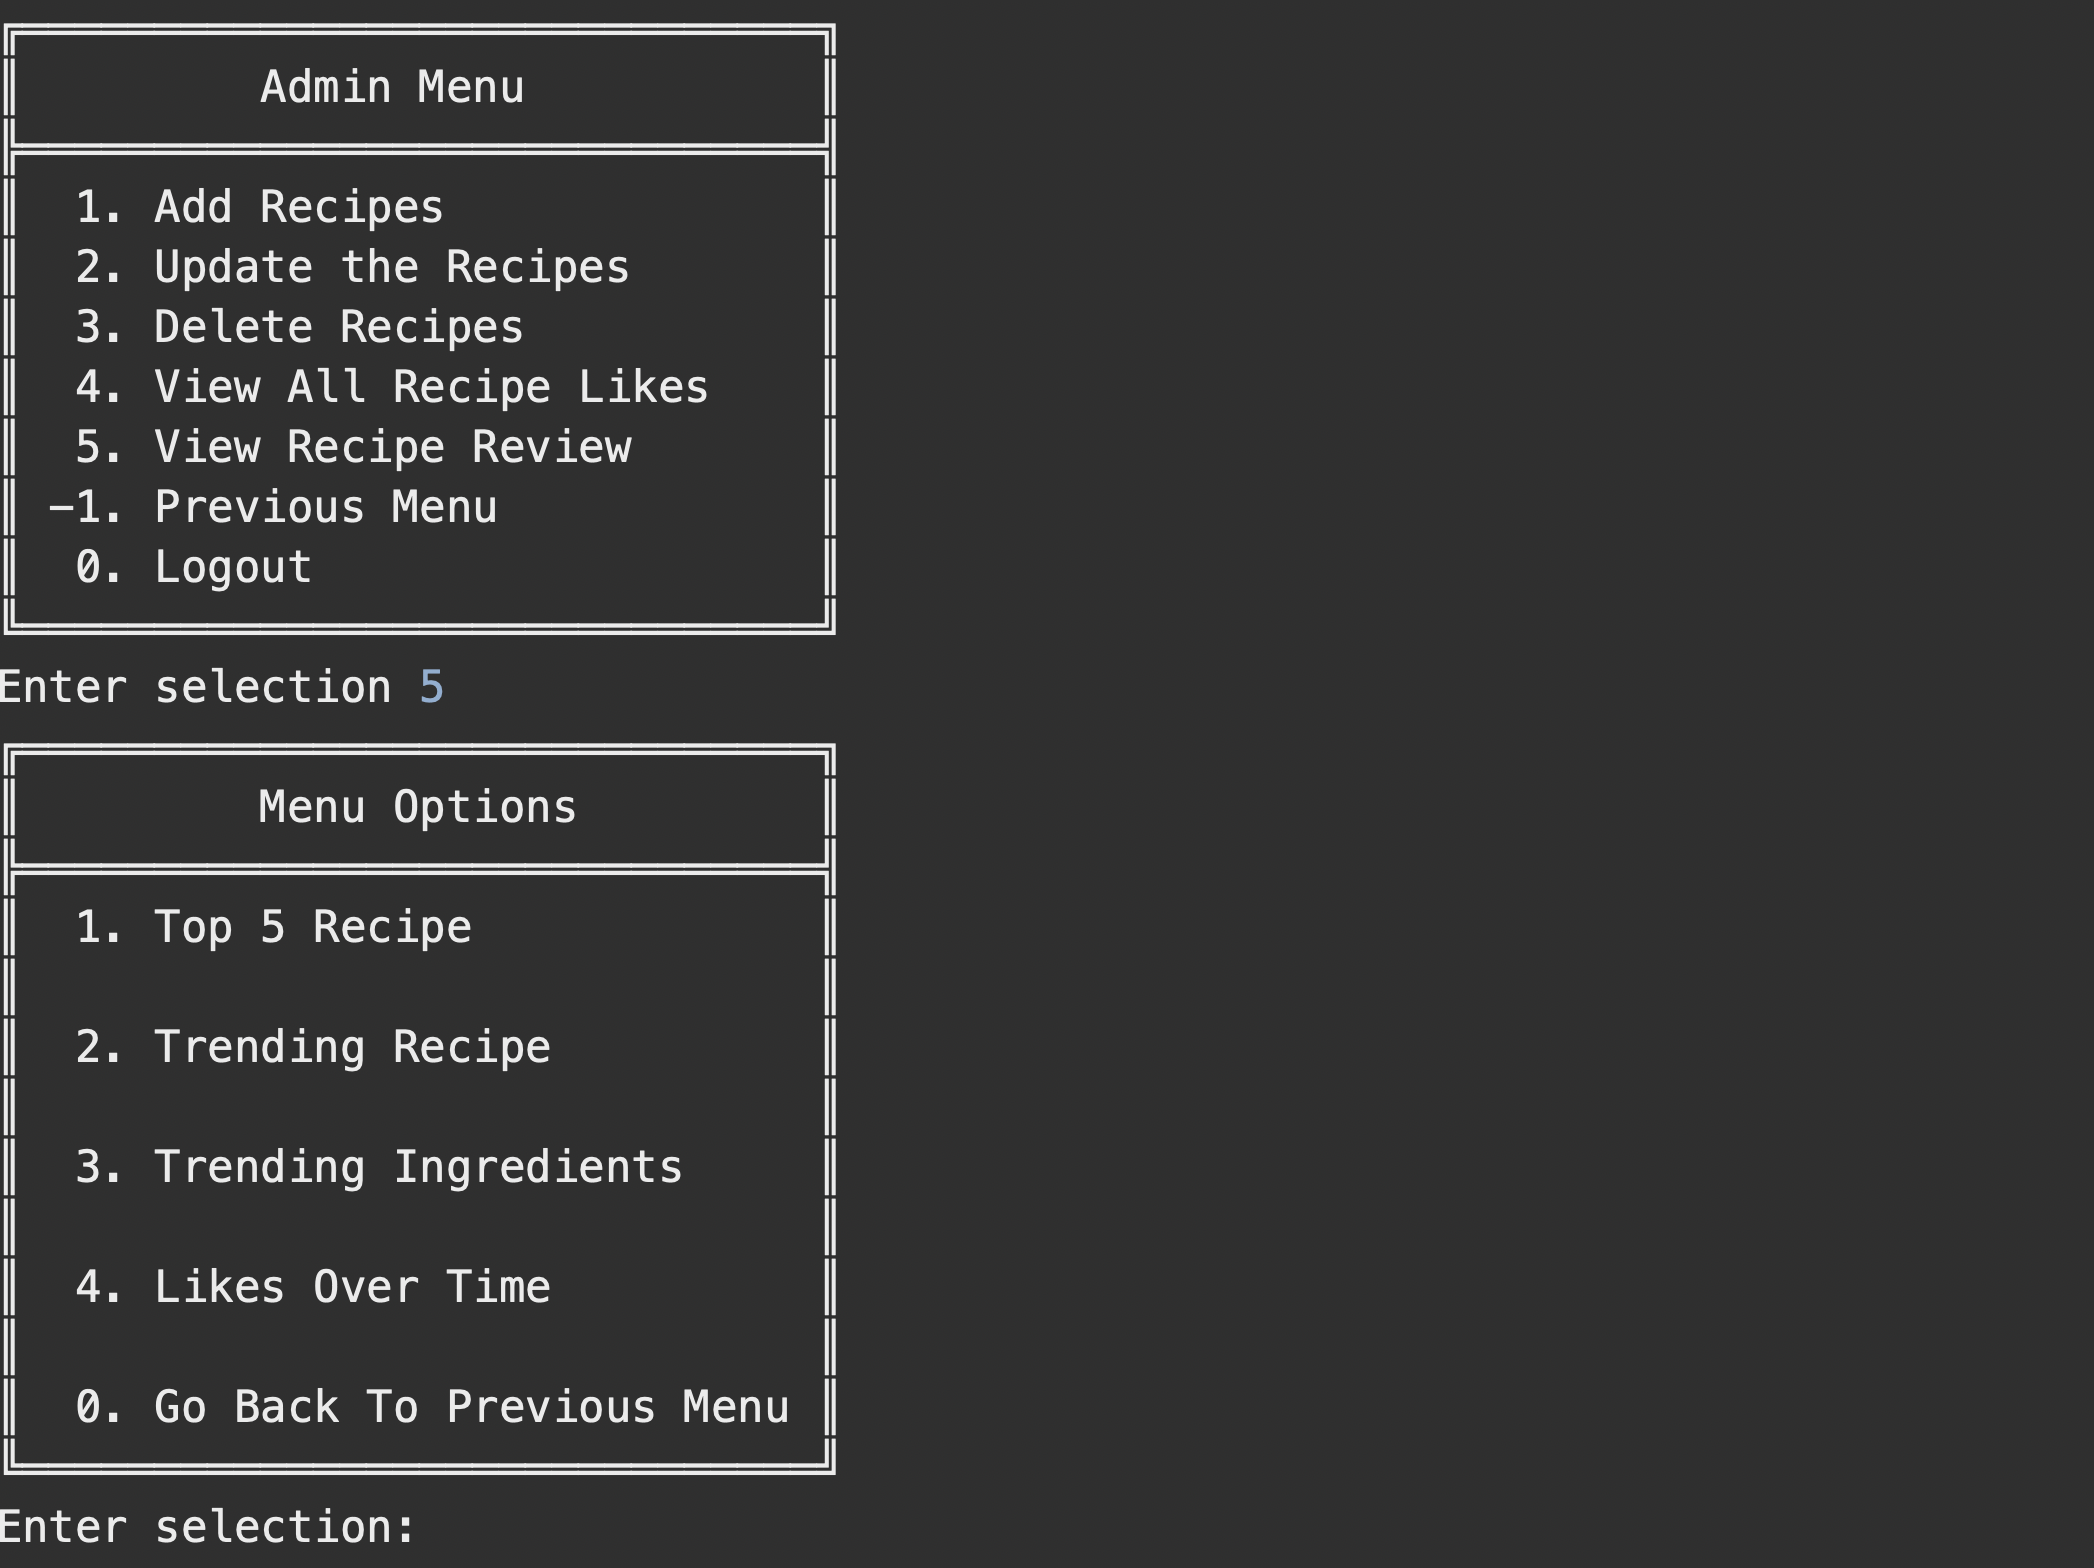 Admin Menu
1. Add Recipes
2. Update the Recipes
3. Delete Recipes
4. View All Recipe Likes
5. View Recipe Review
-1. Previous Menu
0. Logout
Enter selection 5
Menu Options
1. Top 5 Recipe
2. Trending Recipe
3. Trending Ingredients
4. Likes Over Time
0. Go Back To Previous Menu
Enter selection: